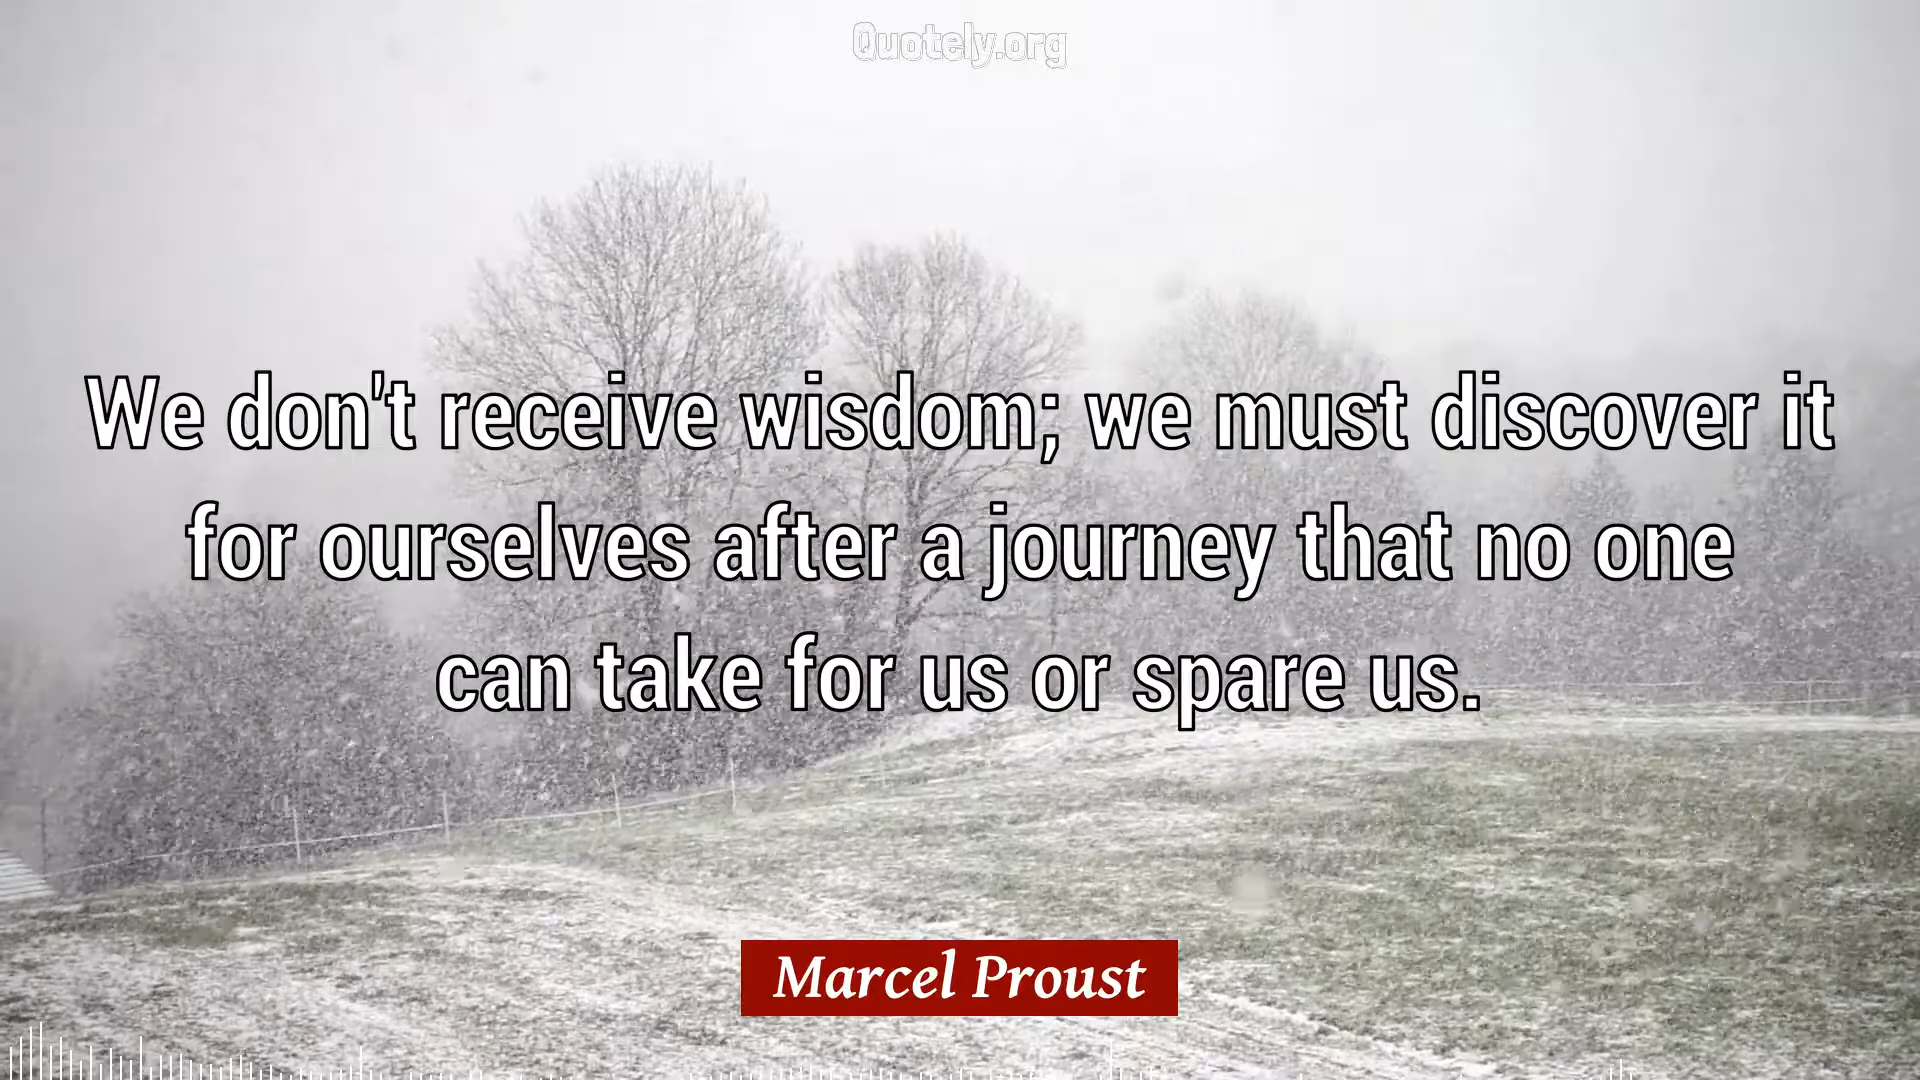 Quotely.org
We don't receive wisdom; we must discover it
for ourselves after a journey that no one
can take for us or spare us.
Marcel Proust